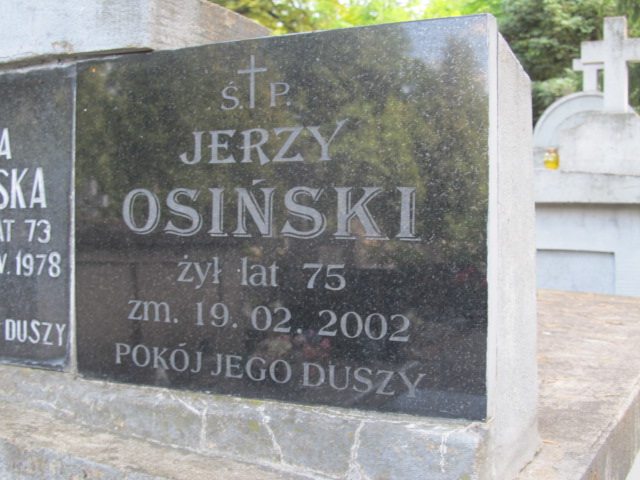 A
SKA
AT 73
V. 1978
DUSZY
Ś. P.
JERZY
OSIŃSKI
żył lat 75
zm. 19. 02. 2002
POKÓJ JEGO DUSZY